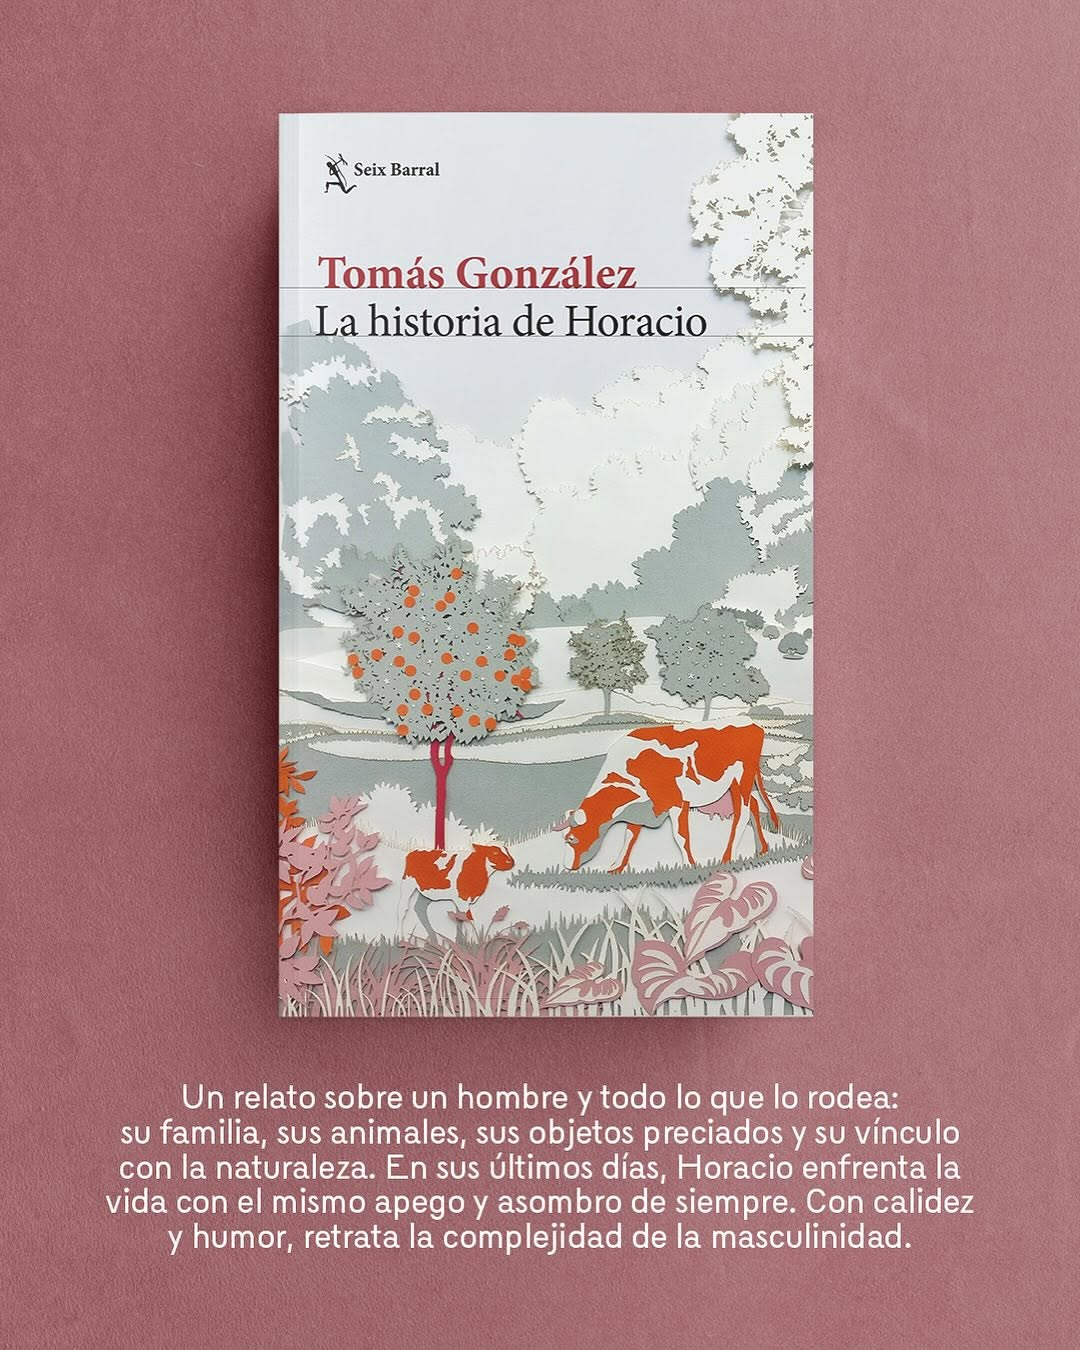 Seix Barral
Tomás González
La historia de Horacio
Un relato sobre un hombre y todo lo que lo rodea:
su familia, sus animales, sus objetos preciados y su vínculo
con la naturaleza. En sus últimos días, Horacio enfrenta la
vida con el mismo apego y asombro de siempre. Con calidez
y humor, retrata la complejidad de la masculinidad.